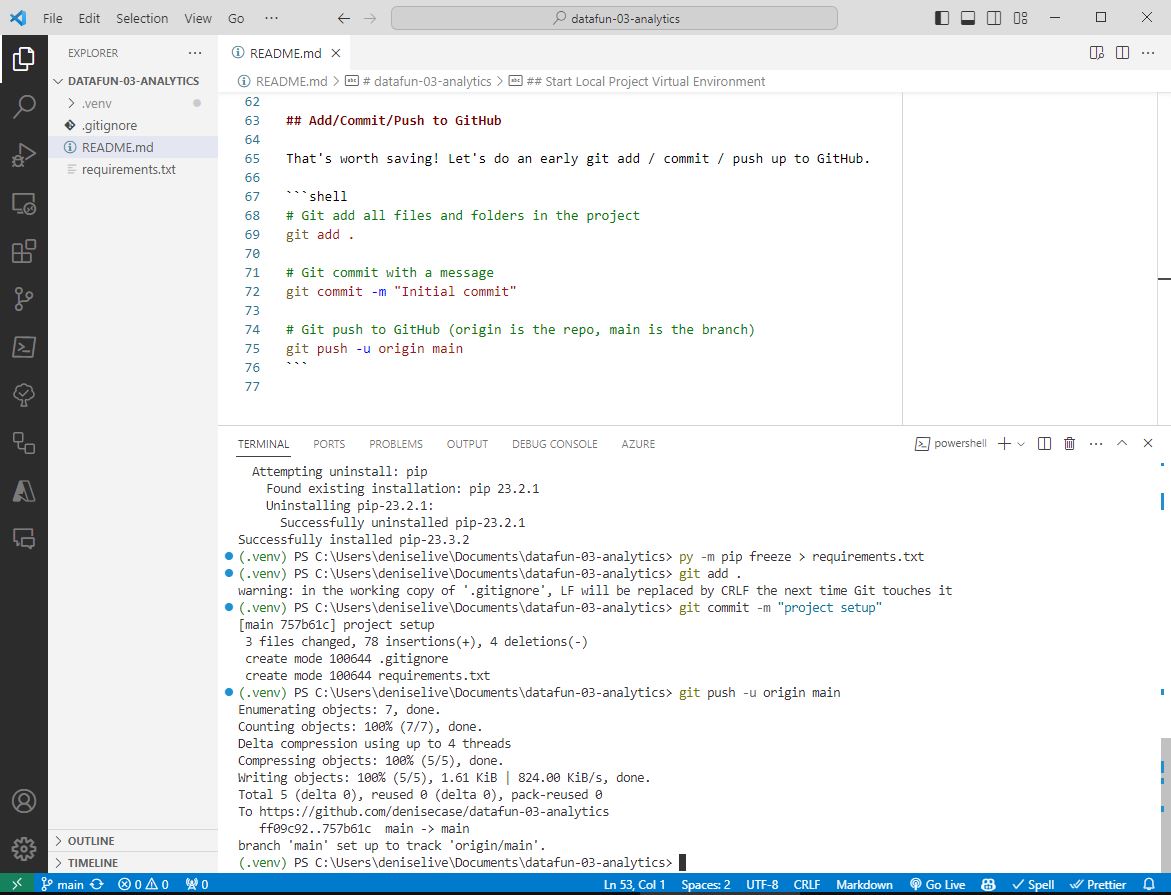 File Edit Selection View Go ··· datafun-03-analytics
EXPLORER ···
DATAFUN-03-ANALYTICS
.venv
.gitignore
README.md
requirements.txt
OUTLINE
TIMELINE
README.md
README.md > # datafun-03-analytics > ## Start Local Project Virtual Environment
62
63 ## Add/Commit/Push to GitHub
64
65 That's worth saving! Let's do an early git add / commit / push up to GitHub.
66
67 ```shell
68 # Git add all files and folders in the project
69 git add .
70
71 # Git commit with a message
72 git commit -m "Initial commit"
73
74 # Git push to GitHub (origin is the repo, main is the branch)
75 git push -u origin main
76 ```
77
TERMINAL PORTS PROBLEMS OUTPUT DEBUG CONSOLE AZURE powershell
Attempting uninstall: pip
Found existing installation: pip 23.2.1
Uninstalling pip-23.2.1:
Successfully uninstalled pip-23.2.1
Successfully installed pip-23.3.2
(.venv) PS C:\Users\deniselive\Documents\datafun-03-analytics> py -m pip freeze > requirements.txt
(.venv) PS C:\Users\deniselive\Documents\datafun-03-analytics> git add .
warning: in the working copy of '.gitignore', LF will be replaced by CRLF the next time Git touches it
(.venv) PS C:\Users\deniselive\Documents\datafun-03-analytics> git commit -m "project setup"
[main 757b61c] project setup
3 files changed, 78 insertions(+), 4 deletions(-)
create mode 100644 .gitignore
create mode 100644 requirements.txt
(.venv) PS C:\Users\deniselive\Documents\datafun-03-analytics> git push -u origin main
Enumerating objects: 7, done.
Counting objects: 100% (7/7), done.
Delta compression using up to 4 threads
Compressing objects: 100% (5/5), done.
Writing objects: 100% (5/5), 1.61 KiB | 824.00 KiB/s, done.
Total 5 (delta 0), reused 0 (delta 0), pack-reused 0
To https://github.com/denisecase/datafun-03-analytics
ff09c92..757b61c  main -> main
branch 'main' set up to track 'origin/main'.
(.venv) PS C:\Users\deniselive\Documents\datafun-03-analytics>
main 0 0 0 Ln 53, Col 1 Spaces: 2 UTF-8 CRLF Markdown Go Live Spell Prettier